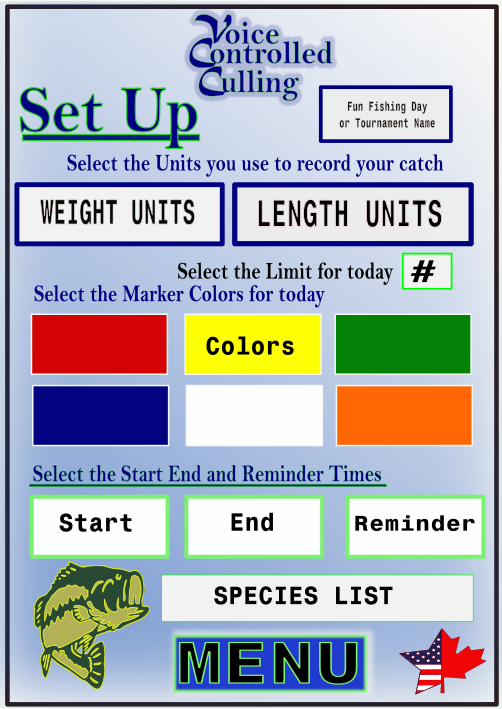 Voice
Controlled
Culling
Set Up
Fun Fishing Day
or Tournament Name
Select the Units you use to record your catch
WEIGHT UNITS
LENGTH UNITS
Select the Limit for today
#
Select the Marker Colors for today
Colors
Select the Start End and Reminder Times
Start
End
Reminder
SPECIES LIST
MENU